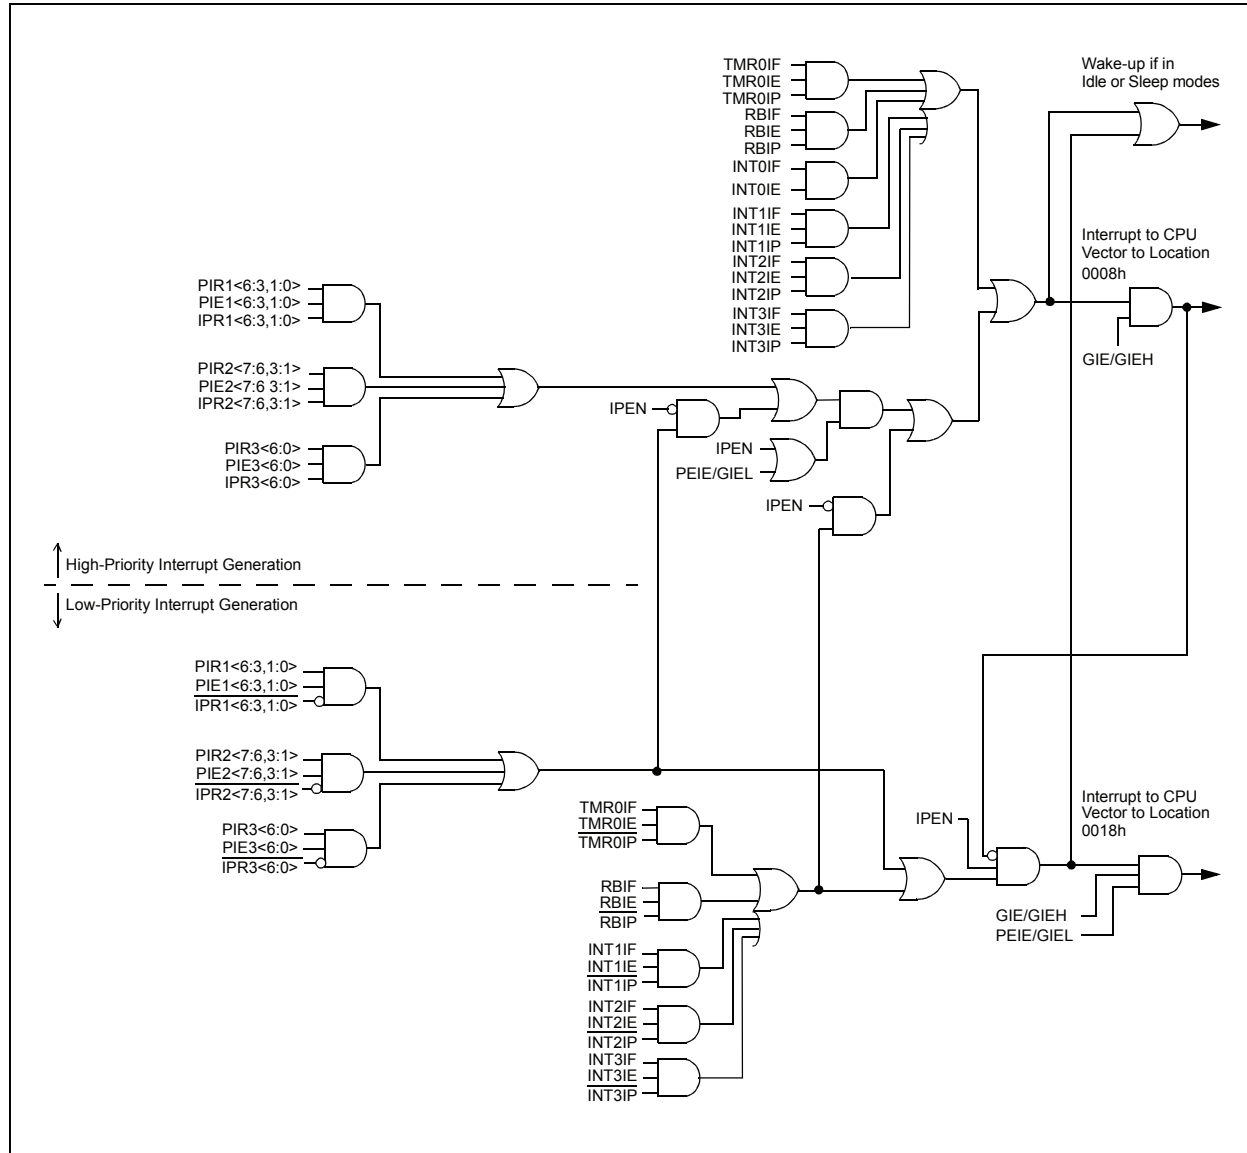 Wake-up if in
Idle or Sleep modes
TMR0IF
TMR0IE
TMR0IP
RBIF
RBIE
RBIP
INT0IF
INT0IE
INT1IF
INT1IE
INT1IP
INT2IF
INT2IE
INT2IP
INT3IF
INT3IE
INT3IP
Interrupt to CPU
Vector to Location
0008h
GIE/GIEH
PIR1<6:3,1:0>
PIE1<6:3,1:0>
IPR1<6:3,1:0>
PIR2<7:6,3:1>
PIE2<7:6 3:1>
IPR2<7:6,3:1>
PIR3<6:0>
PIE3<6:0>
IPR3<6:0>
IPEN
IPEN
PEIE/GIEL
IPEN
High-Priority Interrupt Generation
Low-Priority Interrupt Generation
PIR1<6:3,1:0>
PIE1<6:3,1:0>
IPR1<6:3,1:0>
PIR2<7:6,3:1>
PIE2<7:6,3:1>
IPR2<7:6,3:1>
PIR3<6:0>
PIE3<6:0>
IPR3<6:0>
TMR0IF
TMR0IE
TMR0IP
RBIF
RBIE
RBIP
INT1IF
INT1IE
INT1IP
INT2IF
INT2IE
INT2IP
INT3IF
INT3IE
INT3IP
IPEN
Interrupt to CPU
Vector to Location
0018h
GIE/GIEH
PEIE/GIEL